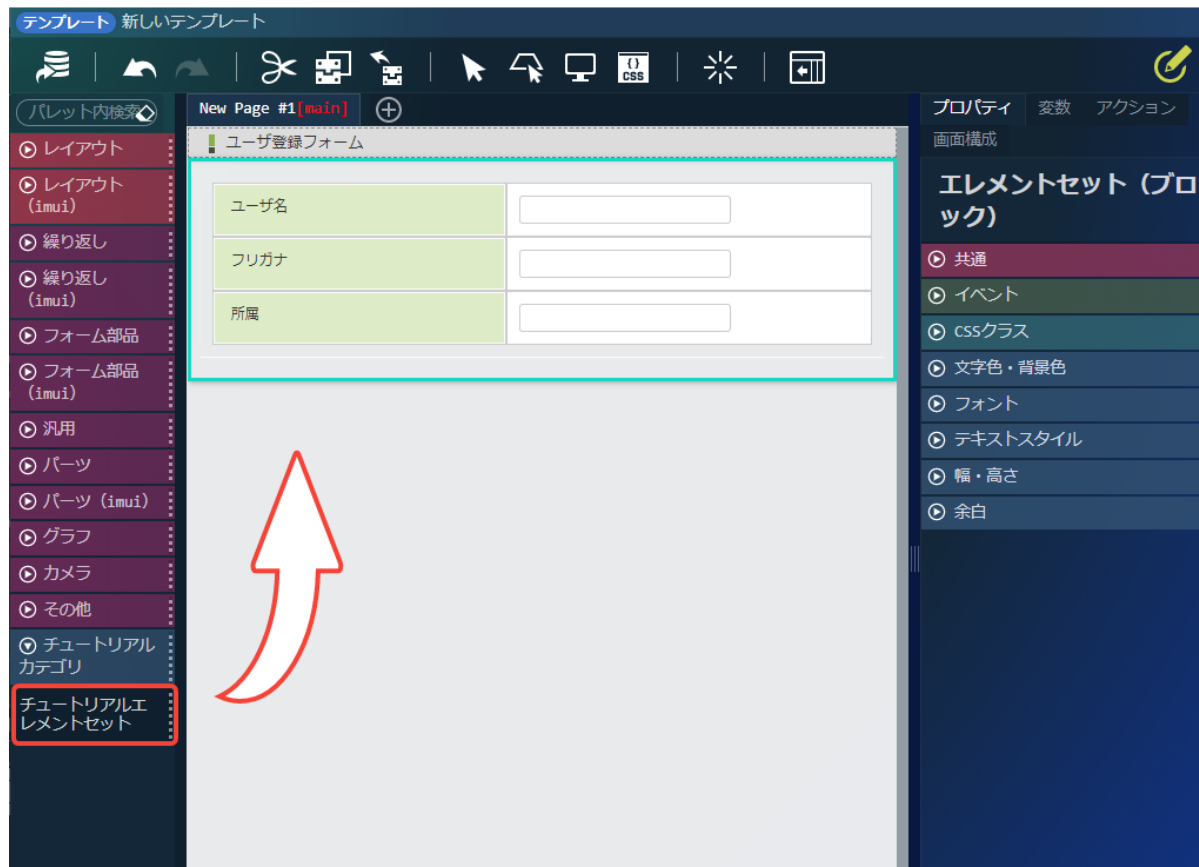 テンプレート 新しいテンプレート
{}
CSS
パレット内検索
レイアウト
レイアウト
(imui)
繰り返し
繰り返し
(imui)
フォーム部品
フォーム部品
(imui)
汎用
パーツ
パーツ (imui)
グラフ
カメラ
その他
チュートリアル
カテゴリ
チュートリアルエ
レメントセット
New Page #1[main]
ユーザ登録フォーム
ユーザ名
フリガナ
所属
プロパティ 変数 アクション
画面構成
エレメントセット（ブロ
ック）
共通
イベント
CSSクラス
文字色・背景色
フォント
テキストスタイル
幅・高さ
余白